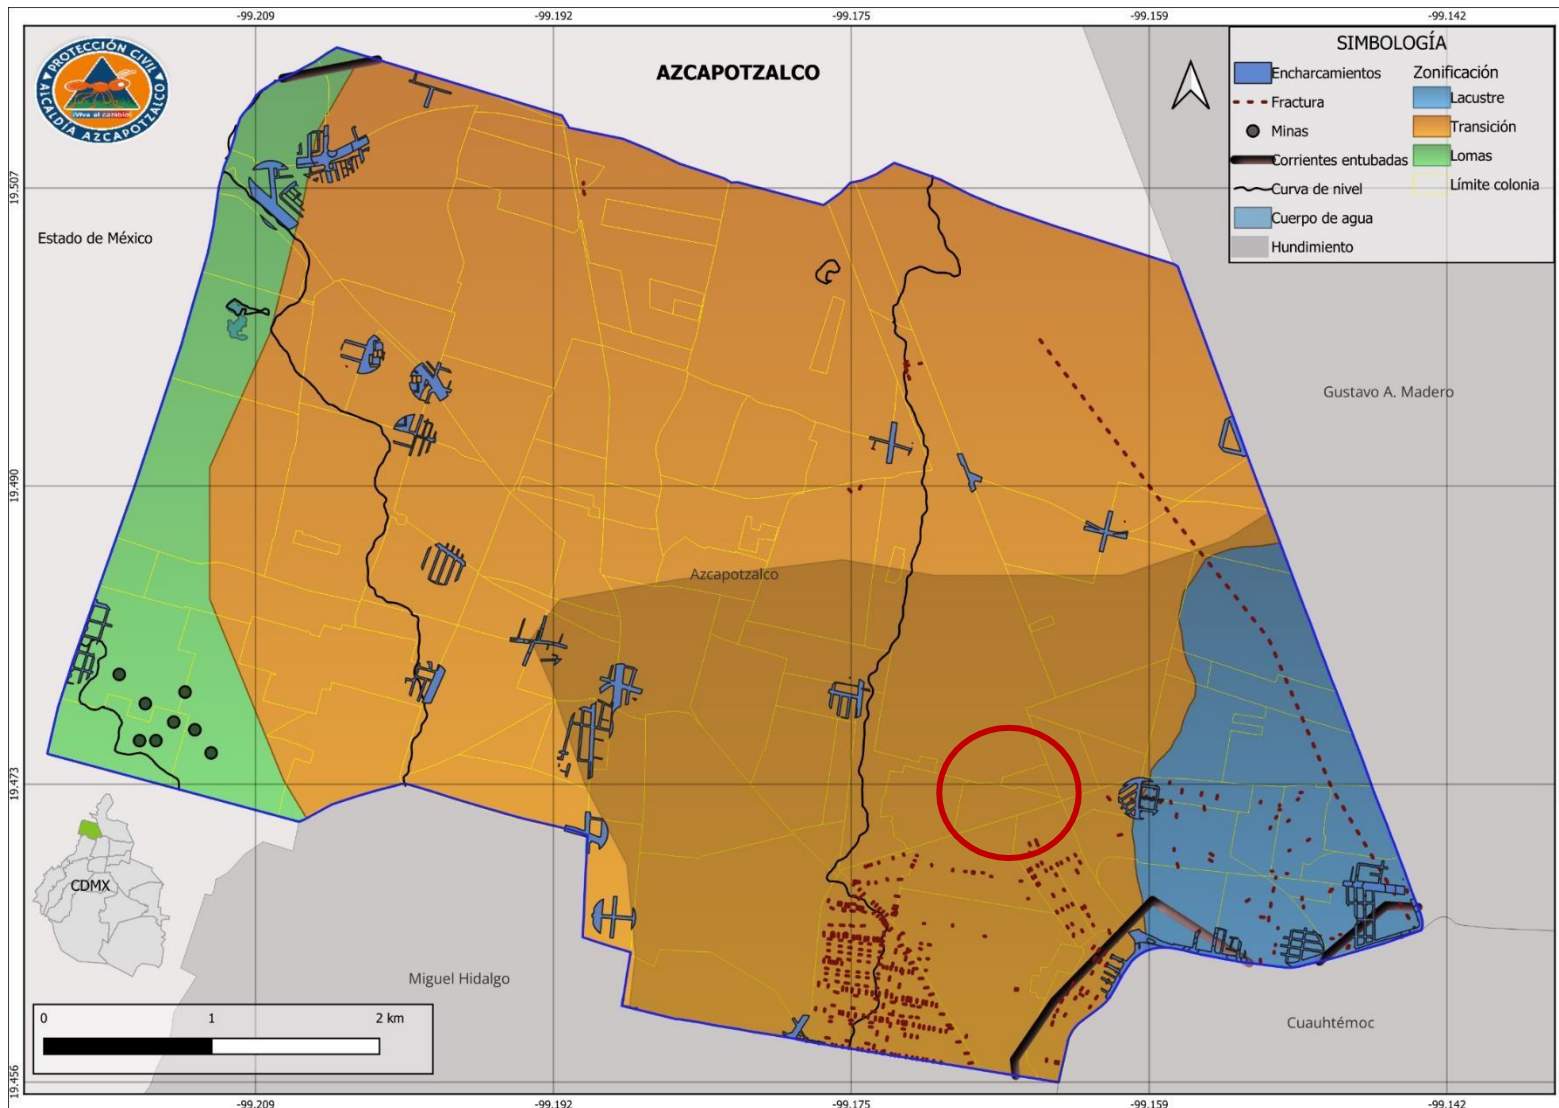 -99.209
-99.192
-99.175
-99.159
-99.142
PROTECCIÓN CIVIL
¡Viva al cambio!
ALCALDÍA AZCAPOTZALCO
AZCAPOTZALCO
SIMBOLOGÍA
Encharcamientos
Fractura
Minas
Corrientes entubadas
Curva de nivel
Cuerpo de agua
Hundimiento
Zonificación
Lacustre
Transición
Lomas
Límite colonia
19.507
Estado de México
Gustavo A. Madero
19.490
Azcapotzalco
19.473
CDMX
Miguel Hidalgo
Cuauhtémoc
0 1 2 km
19.456
-99.209
-99.192
-99.175
-99.159
-99.142